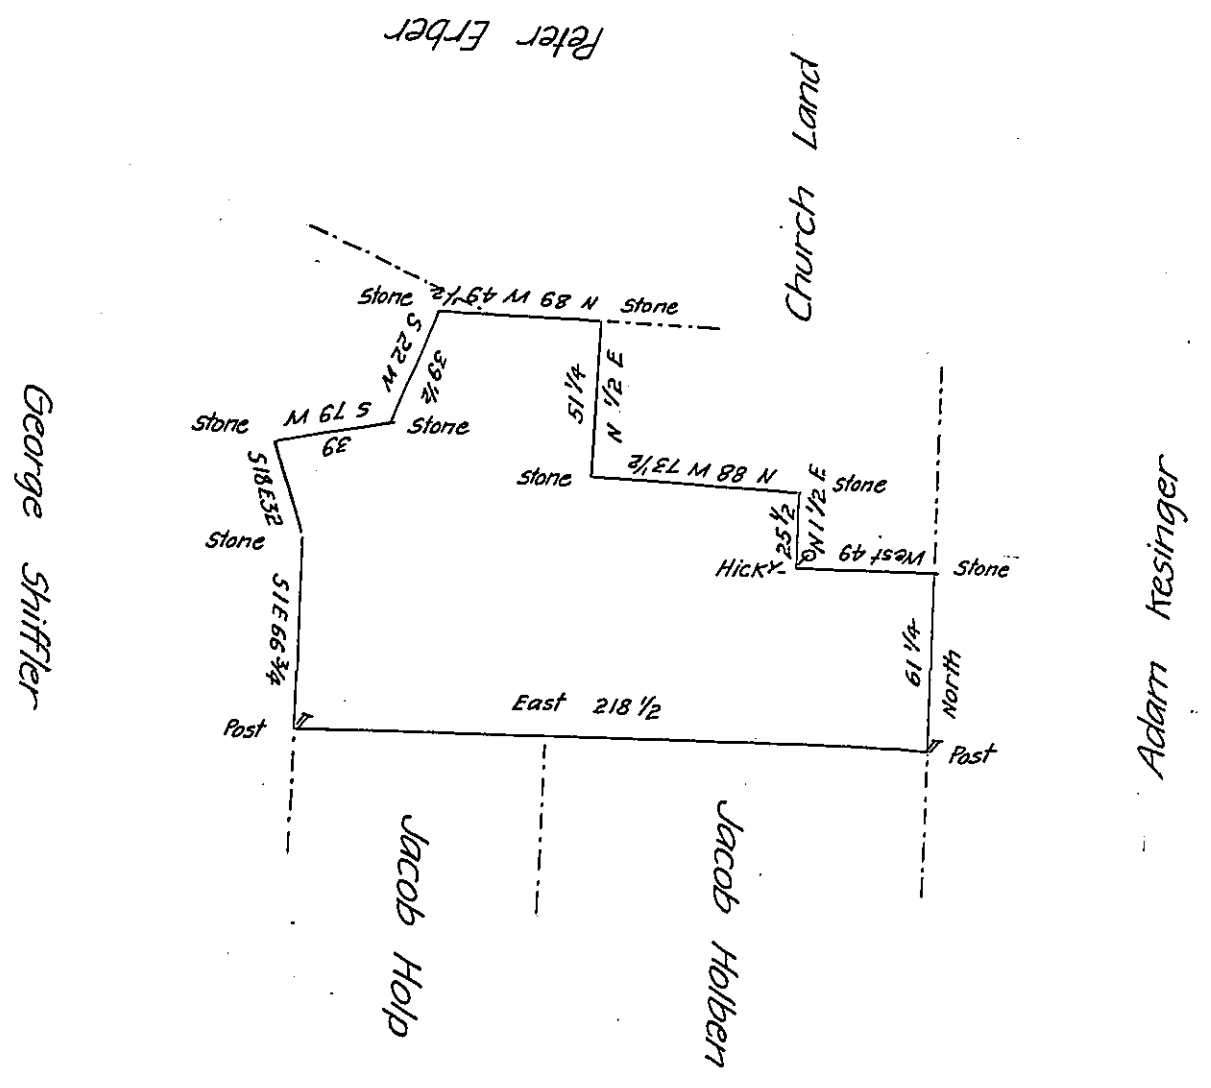 Peter Erber
Church Land
Stone
N 89 W 49 1/2
Stone
S 22 W
39 1/2
51 1/4
N 1/2 E
Stone
S 79 W
39
Stone
George Shiffler
S18E32
Stone
N 88 W 73 1/2
Stone
Stone
25 1/2
N 1 1/2 E
Hicky
West 49
Stone
Adam Kesinger
S1E 66 3/4
61 1/4
North
East 218 1/2
Post
Post
Jacob Holp
Jacob Holben